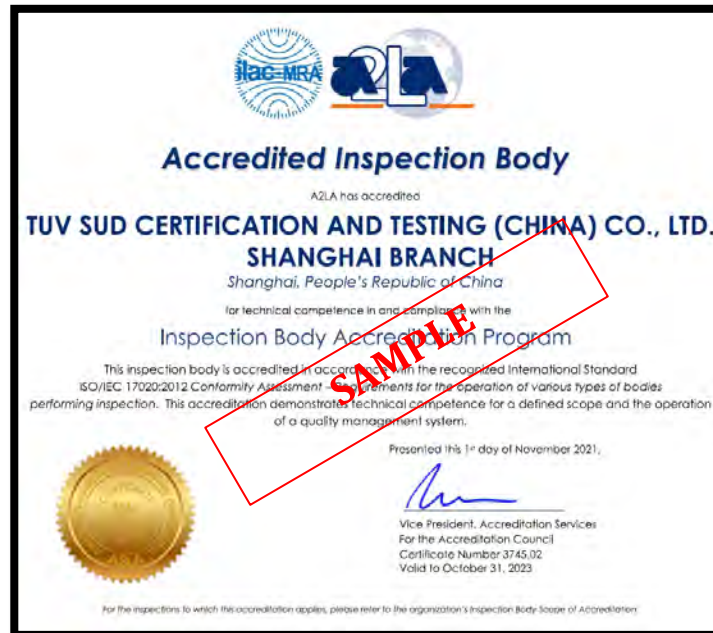 ilac-MRA
A2LA
Accredited Inspection Body
A2LA has accredited
TUV SUD CERTIFICATION AND TESTING (CHINA) CO., LTD.
SHANGHAI BRANCH
Shanghai, People's Republic of China
for technical competence in and compliance with the
Inspection Body Accreditation Program
This inspection body is accredited in accordance with the recognized International Standard
ISO/IEC 17020:2012 Conformity Assessment – Requirements for the operation of various types of bodies
performing inspection. This accreditation demonstrates technical competence for a defined scope and the operation
of a quality management system.
SAMPLE
Presented this 1st day of November 2021.
Vice President, Accreditation Services
For the Accreditation Council
Certificate Number 3745.02
Valid to October 31, 2023
For the inspections to which this accreditation applies, please refer to the organization's Inspection Body Scope of Accreditation